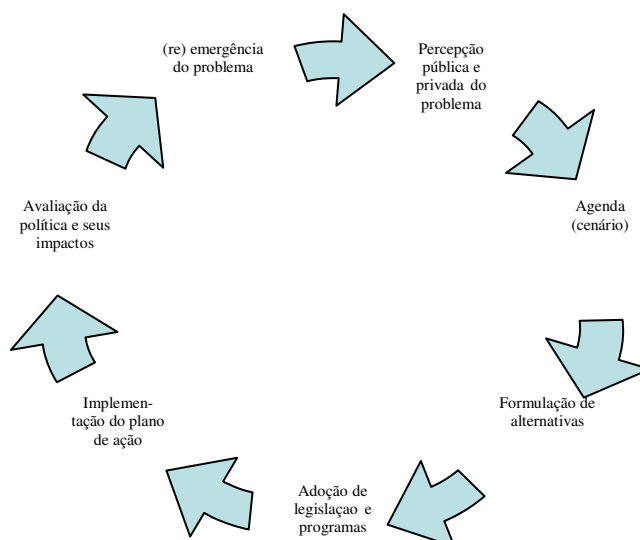 (re) emergência
do problema
Percepção
pública e
privada do
problema
Agenda
(cenário)
Formulação de
alternativas
Adoção de
legislaçao e
programas
Implemen-
tação do plano
de ação
Avaliação da
política e seus
impactos